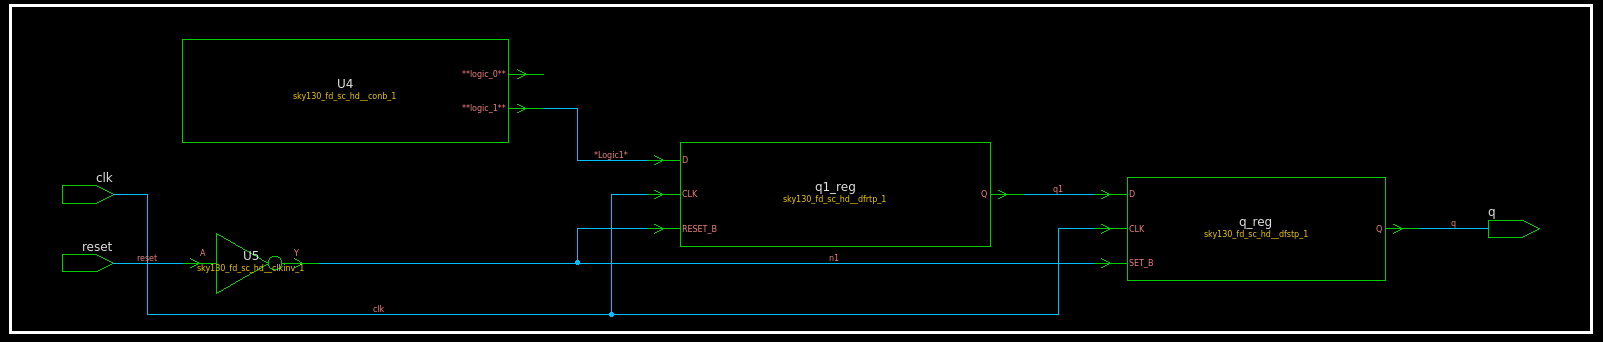 U4
sky130_fd_sc_hd__conb_1
**logic_0**
**logic_1**
*Logic1*
D
CLK
RESET_B
q1_reg
sky130_fd_sc_hd__dfrtp_1
Q
q1
D
CLK
SET_B
q_reg
sky130_fd_sc_hd__dfstp_1
Q
q
q
clk
reset
reset
A
U5
sky130_fd_sc_hd__clkinv_1
Y
n1
clk